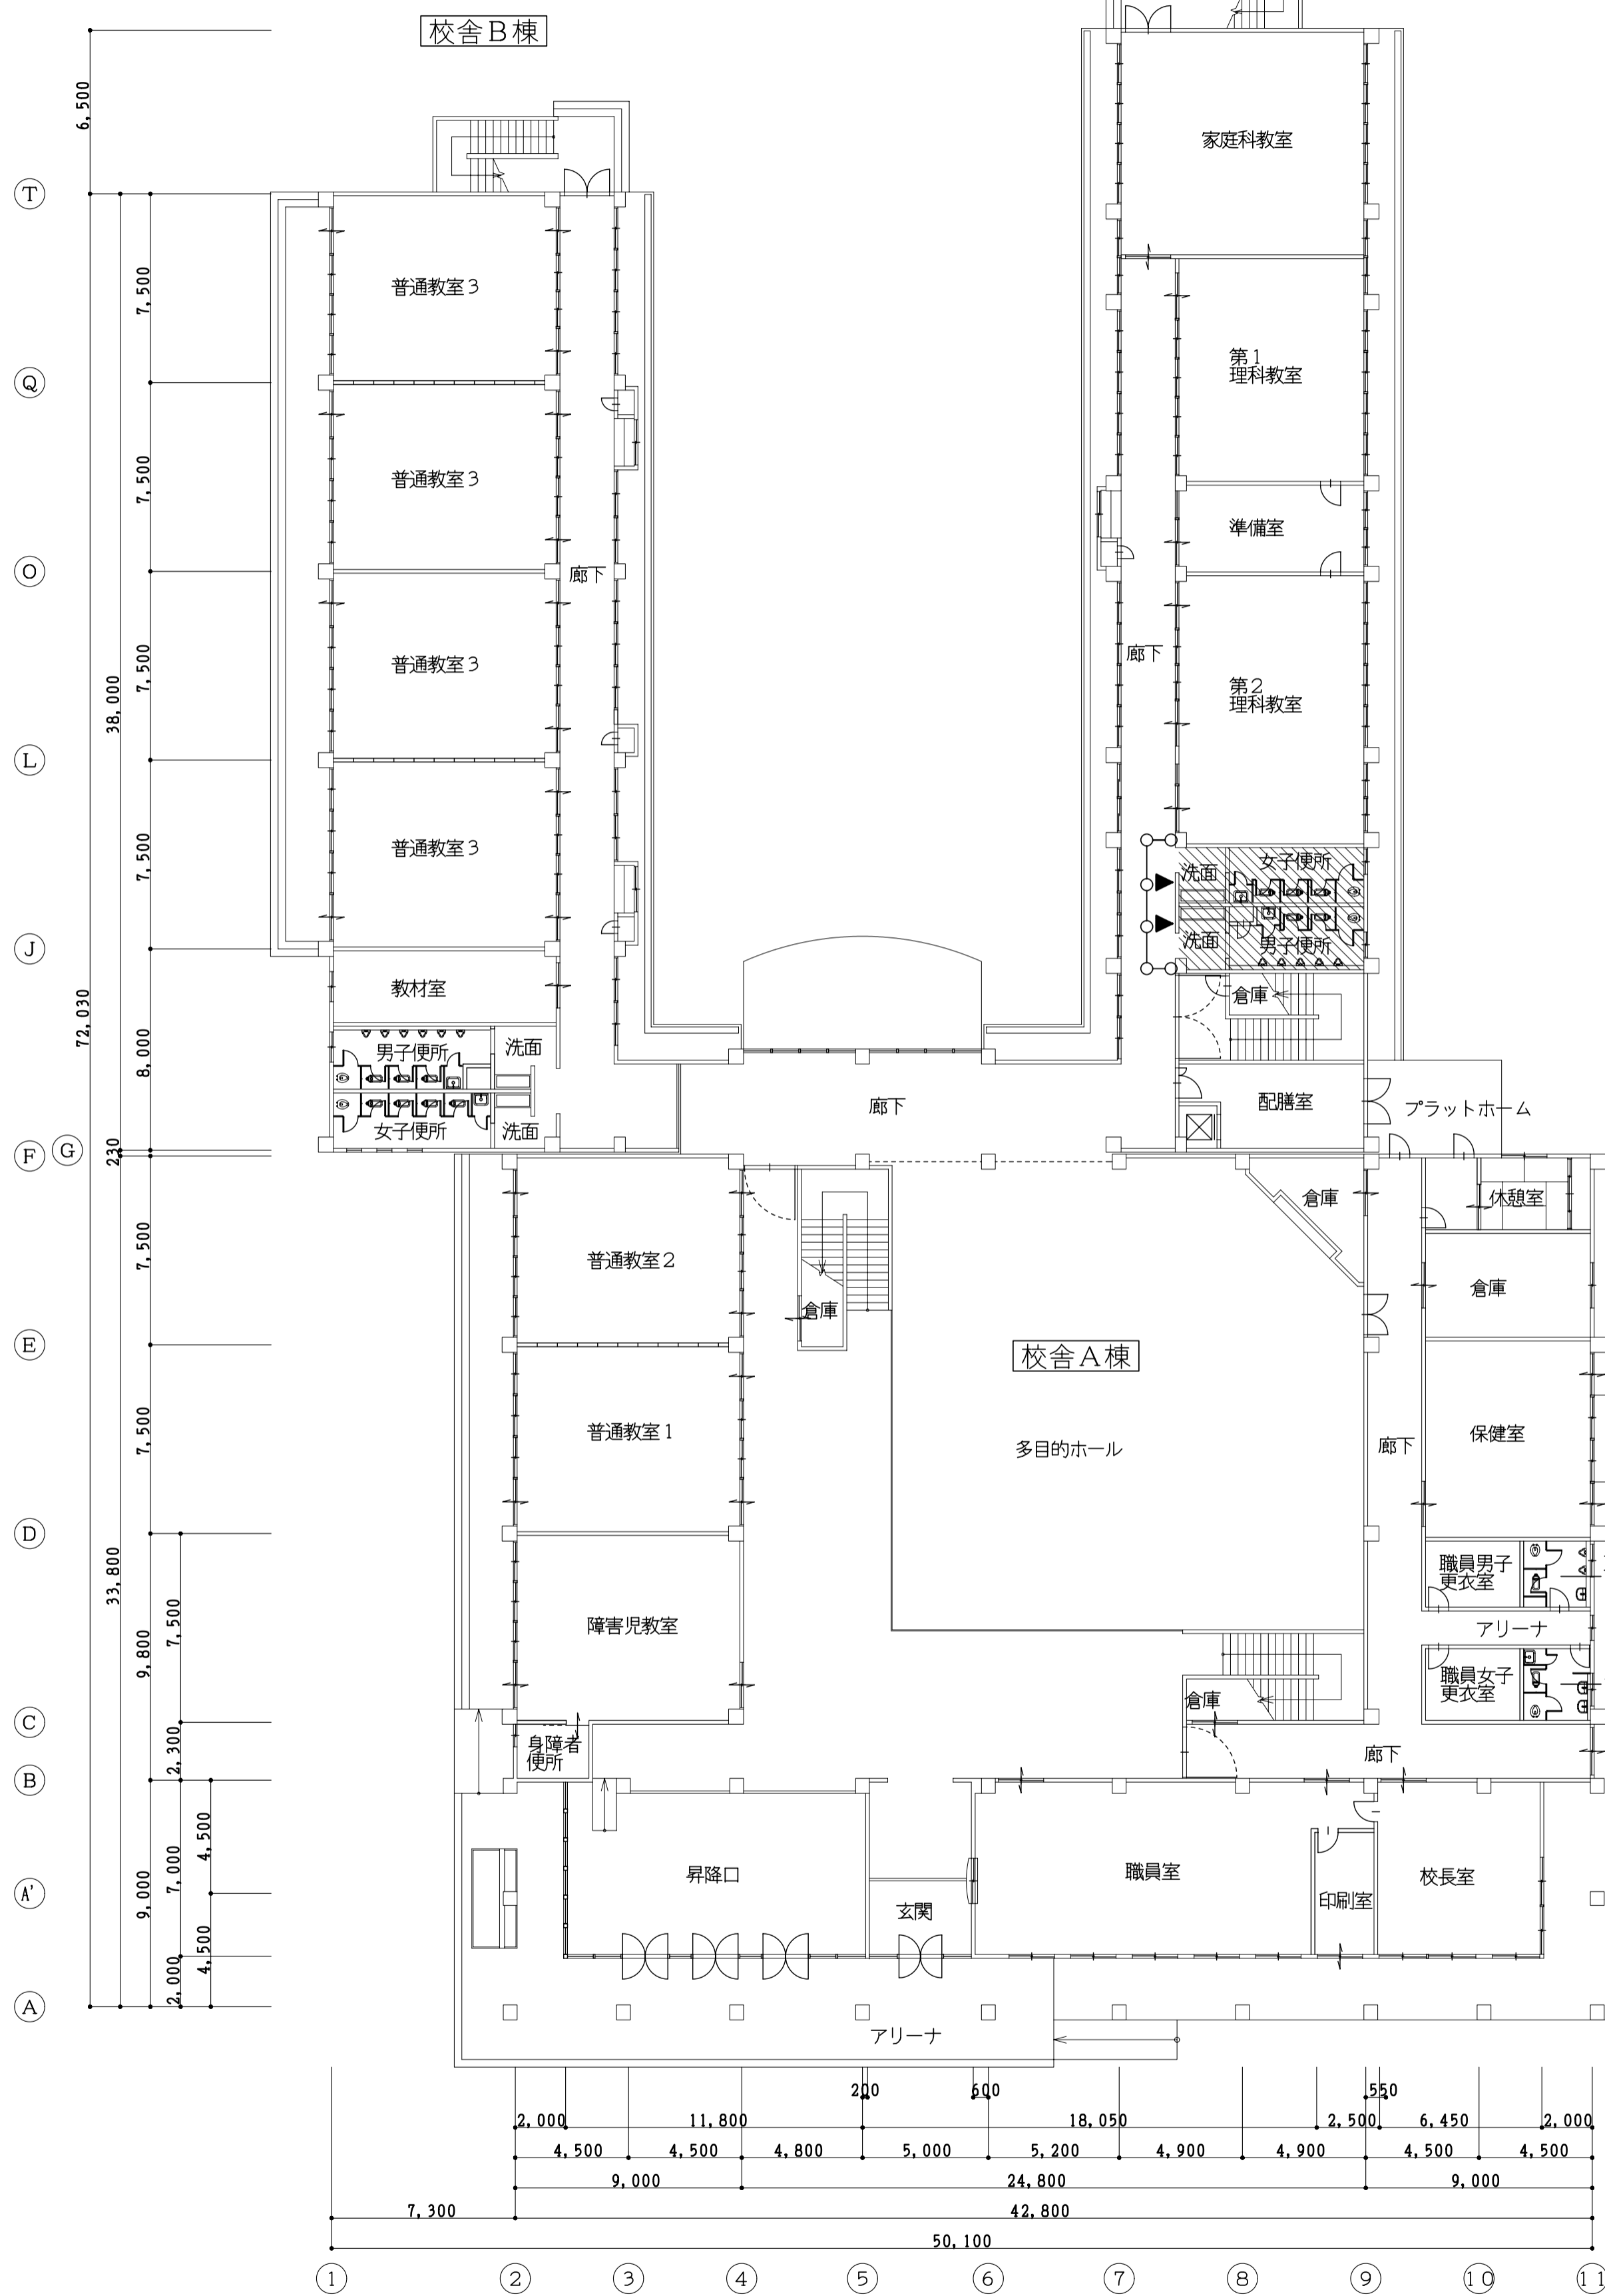 校舎Ｂ棟
6,500
T
家庭科教室
7,500
普通教室３
Q
第１
理科教室
7,500
普通教室３
準備室
O
廊下
38,000
7,500
普通教室３
廊下
第２
理科教室
L
7,500
普通教室３
洗面
女子便所
J
洗面
男子便所
教材室
倉庫
72,030
8,000
男子便所
洗面
廊下
配膳室
プラットホーム
女子便所
洗面
F
G
230
倉庫
休憩室
7,500
普通教室２
倉庫
倉庫
E
校舎Ａ棟
7,500
普通教室１
多目的ホール
廊下
保健室
D
33,800
職員男子
更衣室
9,800
7,500
障害児教室
アリーナ
職員女子
更衣室
倉庫
C
2,300
身障者
便所
廊下
B
4,500
9,000
7,000
昇降口
職員室
校長室
A'
玄関
印刷室
4,500
2,000
A
アリーナ
200
600
550
2,000
11,800
18,050
2,500
6,450
2,000
4,500
4,500
4,800
5,000
5,200
4,900
4,900
4,500
4,500
9,000
24,800
9,000
7,300
42,800
50,100
1
2
3
4
5
6
7
8
9
10
11